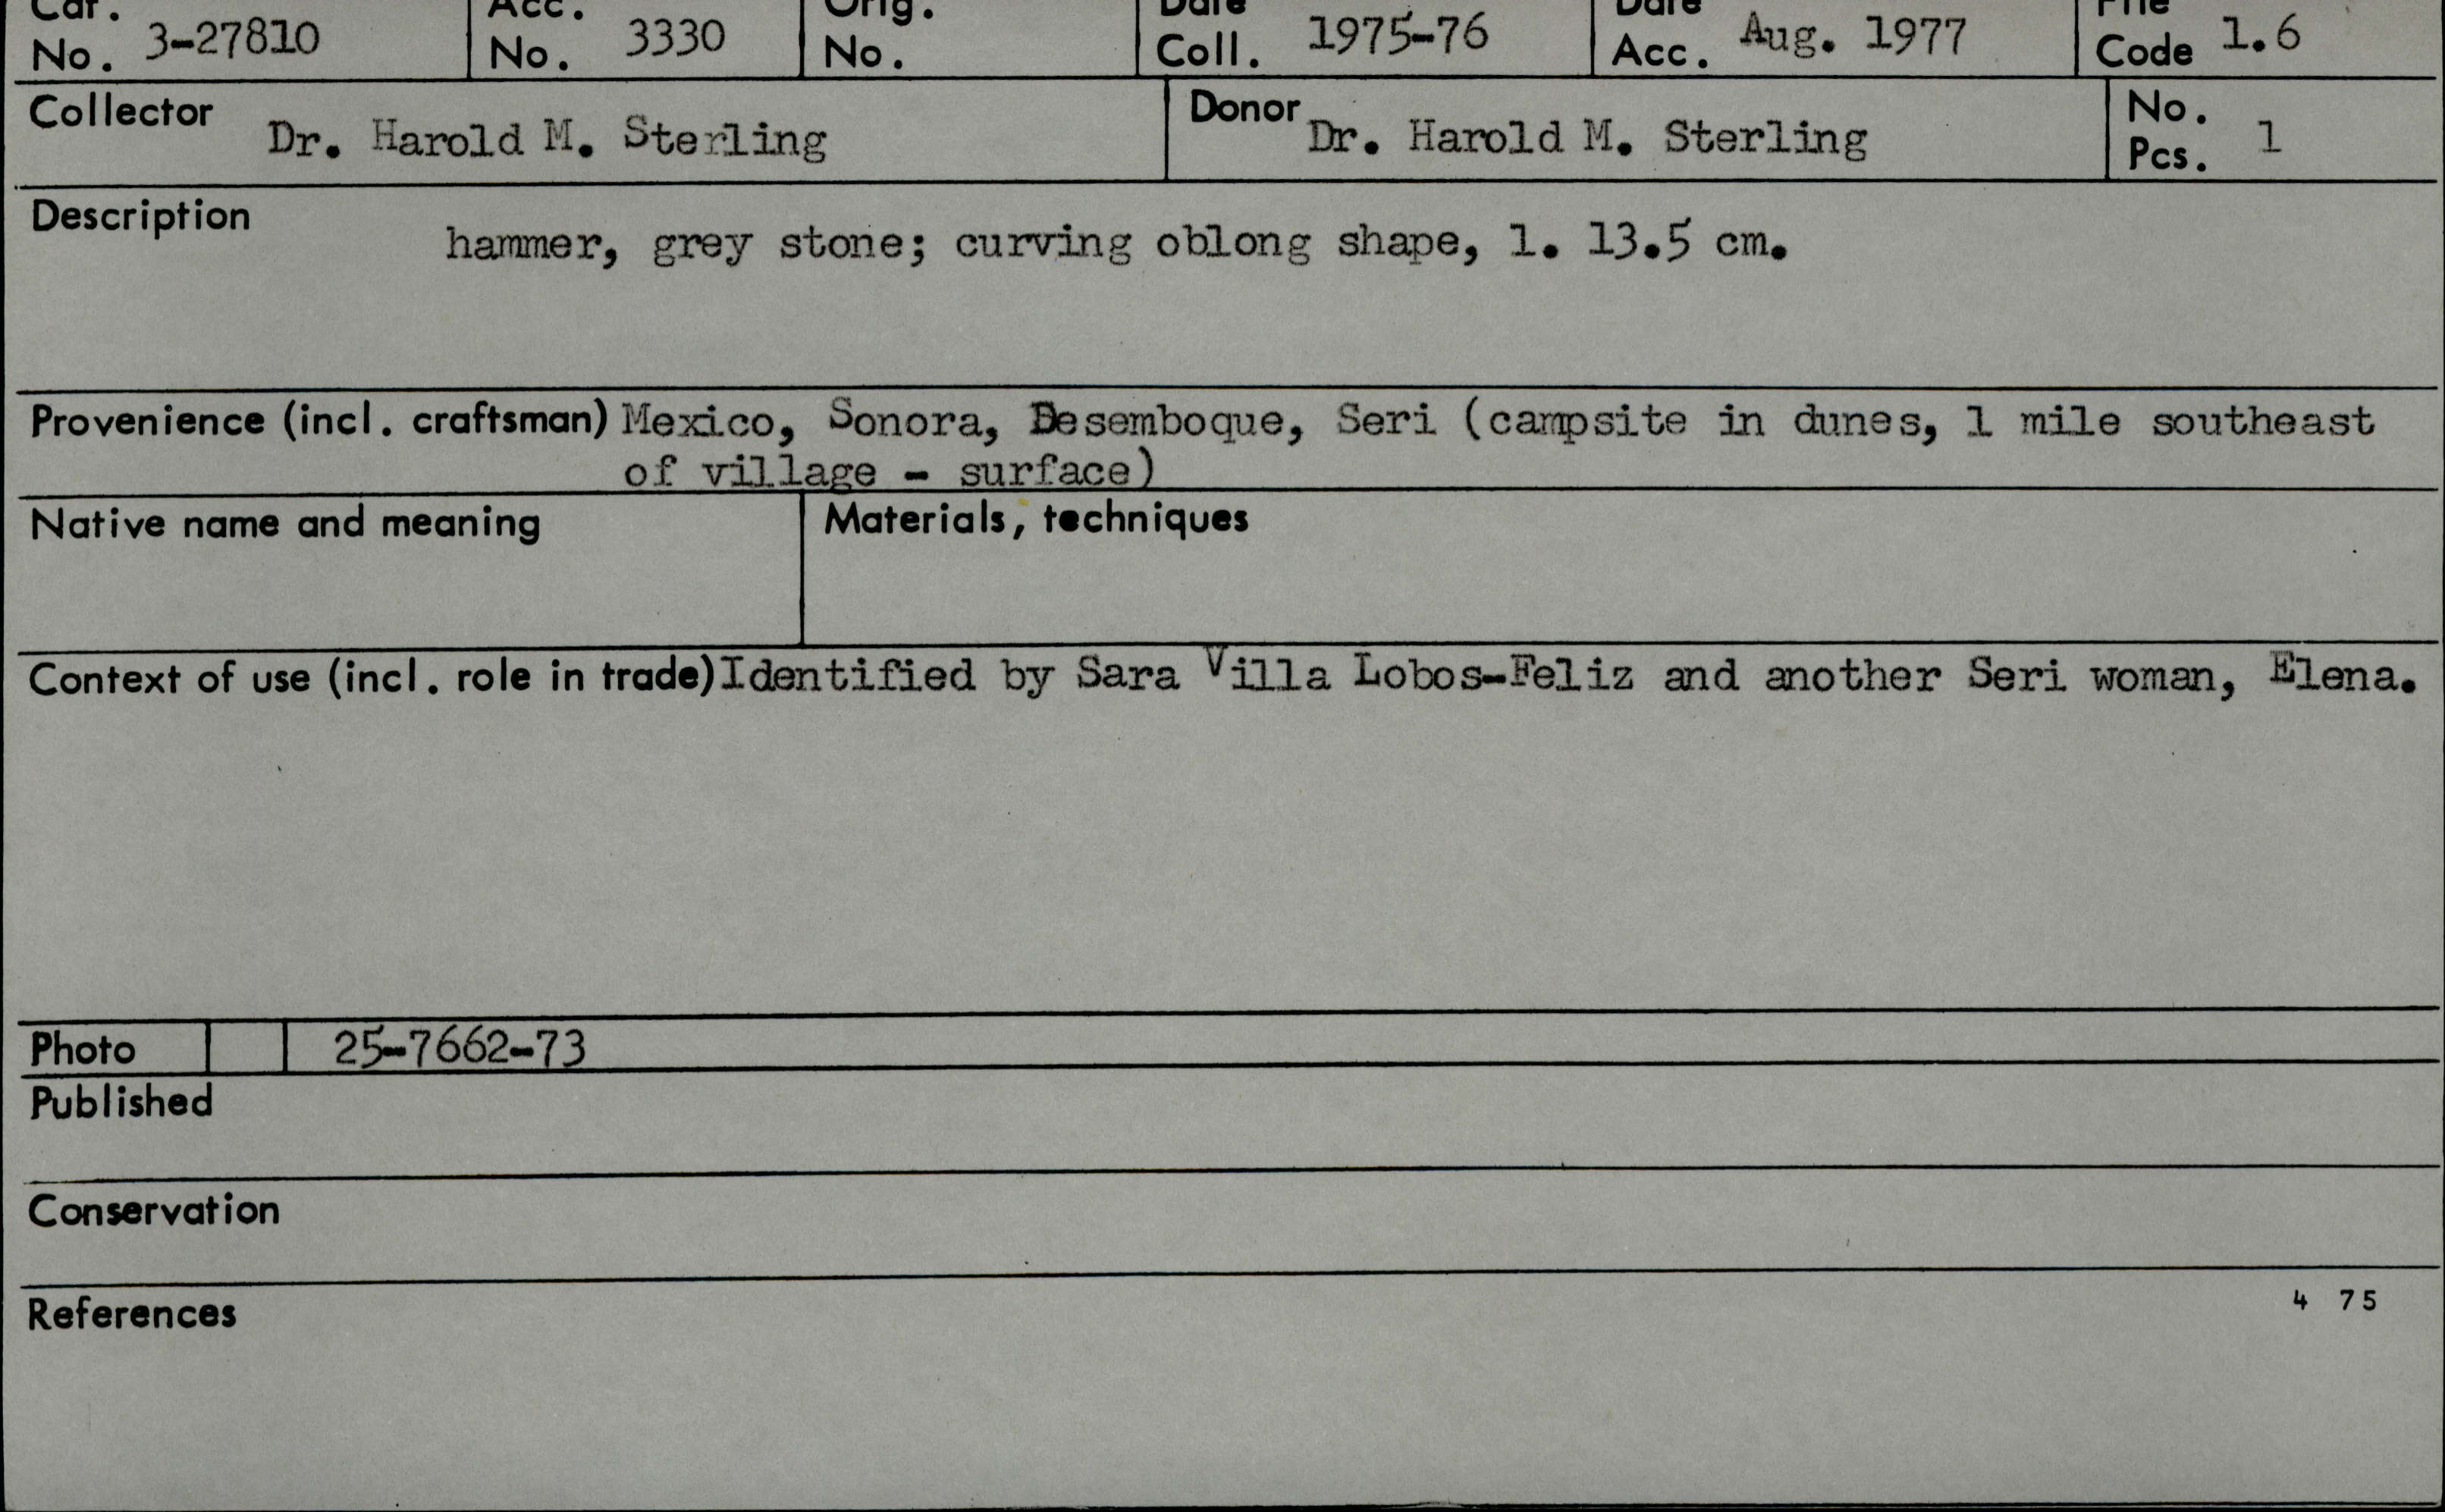 Cat. Acc. Orig. Date Date File
No. 3-27810 No. 3330 No. Coll. 1975-76 Acc. Aug. 1977 Code 1.6
Collector Dr. Harold M. Sterling Donor Dr. Harold M. Sterling No. Pcs. 1
Description hammer, grey stone; curving oblong shape, l. 13.5 cm.
Provenience (incl. craftsman) Mexico, Sonora, Desemboque, Seri (campsite in dunes, 1 mile southeast
of village - surface)
Native name and meaning Materials, techniques
Context of use (incl. role in trade) Identified by Sara Villa Lobos-Feliz and another Seri woman, Elena.
Photo 25-7662-73
Published
Conservation
References 4 75